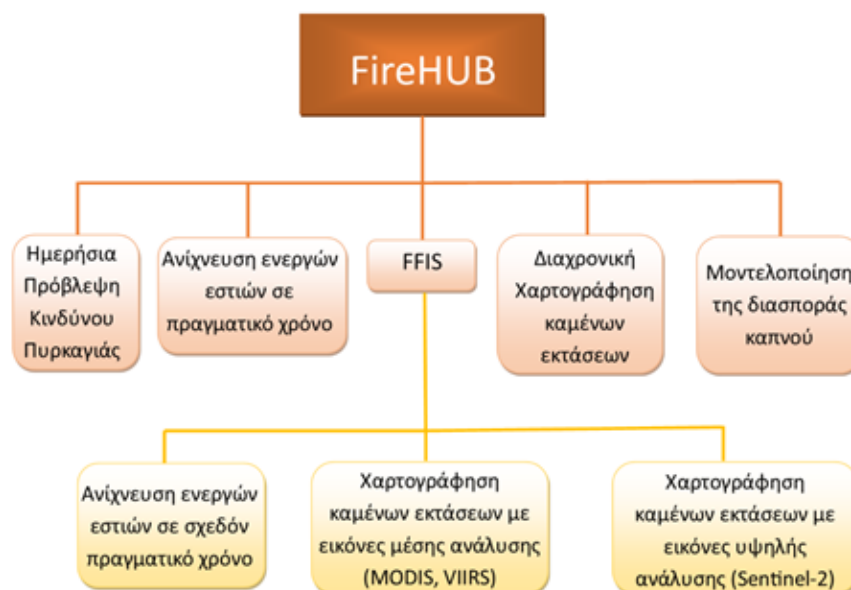 FireHUB
Ημερήσια
Πρόβλεψη
Κινδύνου
Πυρκαγιάς
Ανίχνευση ενεργών
εστιών σε
πραγματικό χρόνο
FFIS
Διαχρονική
Χαρτογράφηση
καμένων
εκτάσεων
Μοντελοποίηση
της διασποράς
καπνού
Ανίχνευση ενεργών
εστιών σε σχεδόν
πραγματικό χρόνο
Χαρτογράφηση
καμένων εκτάσεων με
εικόνες μέσης ανάλυσης
(MODIS, VIIRS)
Χαρτογράφηση
καμένων εκτάσεων με
εικόνες υψηλής
ανάλυσης (Sentinel-2)